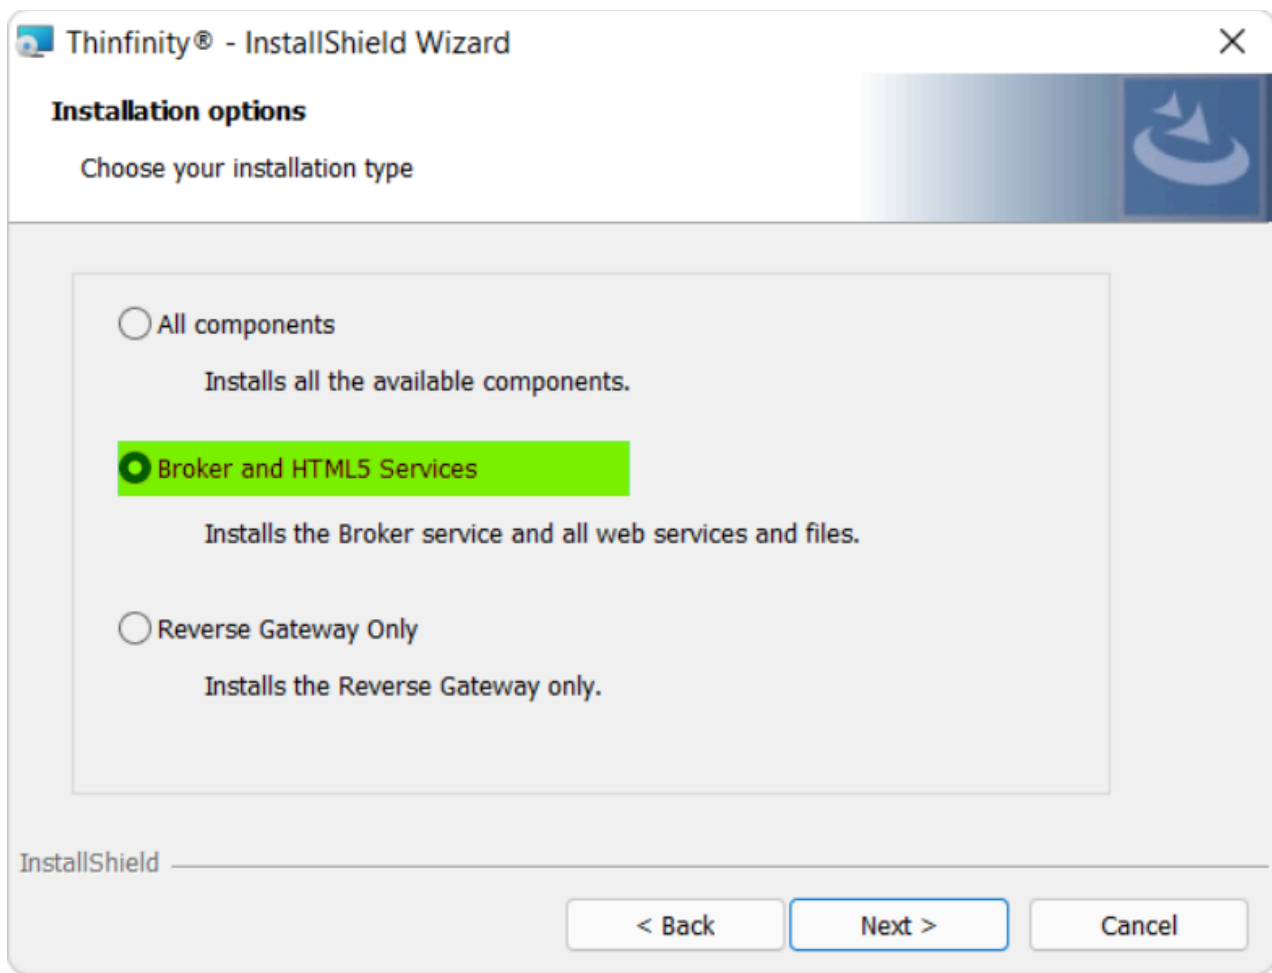 Thinfinity® - InstallShield Wizard
Installation options
Choose your installation type
All components
Installs all the available components.
Broker and HTML5 Services
Installs the Broker service and all web services and files.
Reverse Gateway Only
Installs the Reverse Gateway only.
InstallShield
< Back Next > Cancel